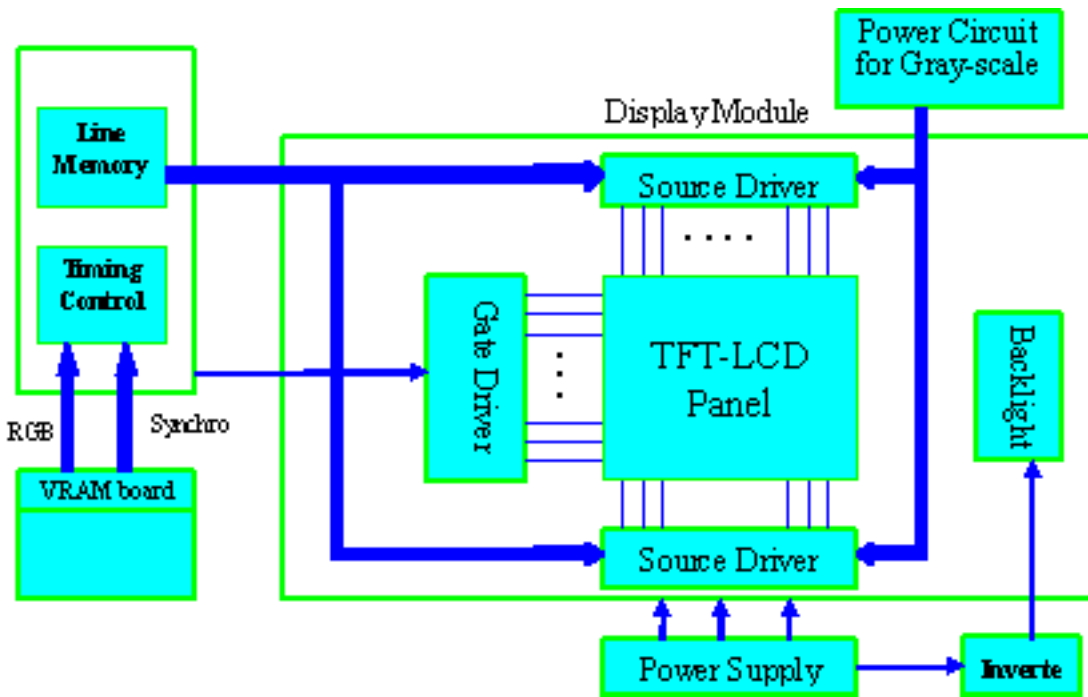 Power Circuit
for Gray-scale
Display Module
Line
Memory
Source Driver
Timing
Control
Gate Driver
TFT-LCD
Panel
Backlight
RGB
Synchro
VRAM board
Source Driver
Power Supply
Inverte